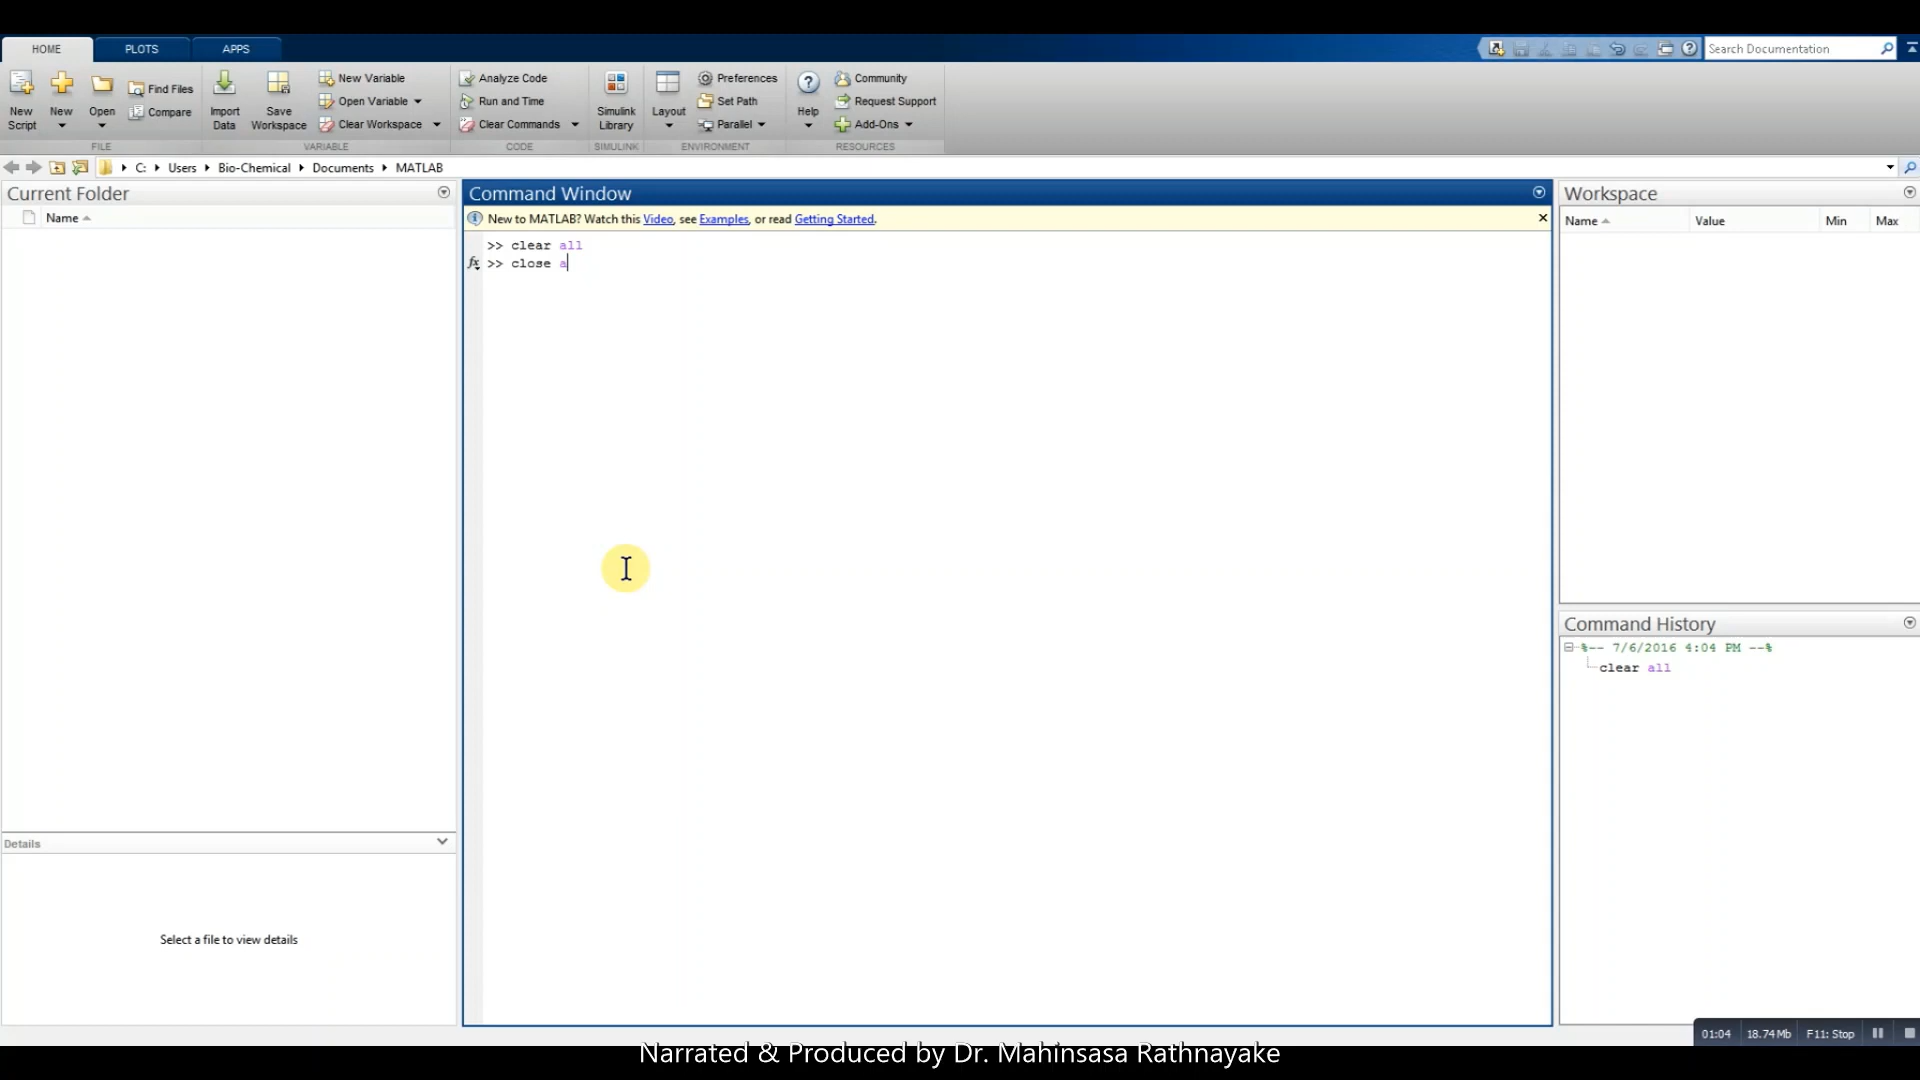 HOME PLOTS APPS Search Documentation
New Script
New
Open
Find Files
Compare
FILE
Import Data
Save Workspace
New Variable
Open Variable
Clear Workspace
VARIABLE
Analyze Code
Run and Time
Clear Commands
CODE
Simulink Library
SIMULINK
Layout
Preferences
Set Path
Parallel
ENVIRONMENT
Help
Community
Request Support
Add-Ons
RESOURCES
C: Users Bio-Chemical Documents MATLAB
Current Folder
Name
Details
Select a file to view details
Command Window
New to MATLAB? Watch this Video, see Examples, or read Getting Started.
>> clear all
fx >> close a
Workspace
Name Value Min Max
Command History
%-- 7/6/2016 4:04 PM --%
clear all
01:04 18.74Mb F11: Stop
Narrated & Produced by Dr. Mahinsasa Rathnayake